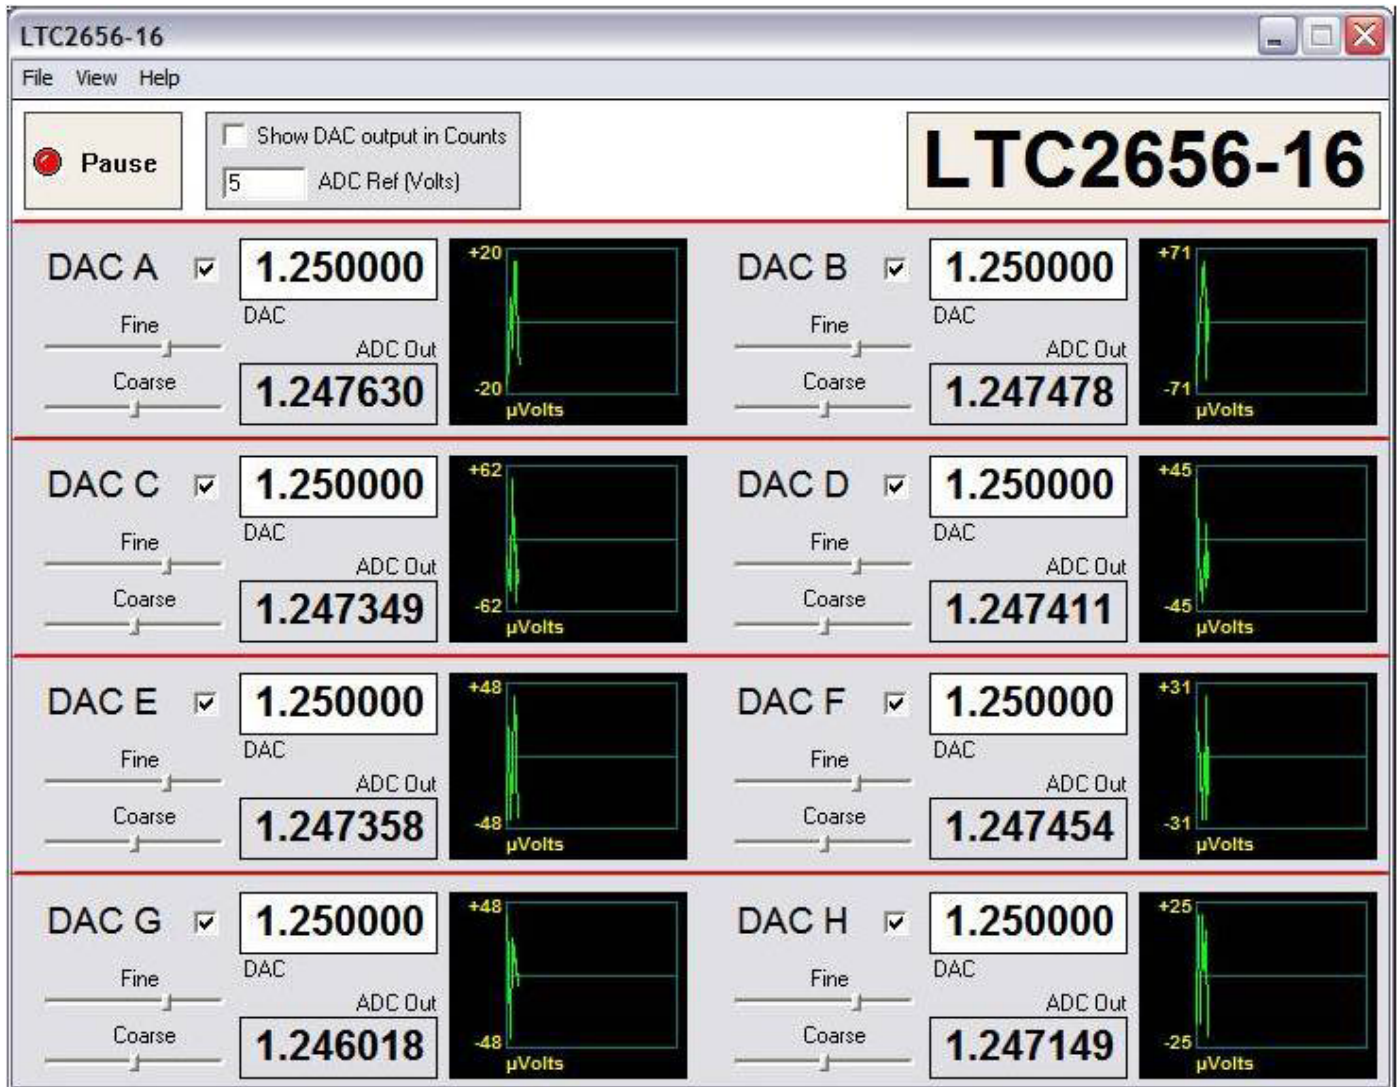 LTC2656-16
File View Help
Pause
Show DAC output in Counts
5 ADC Ref (Volts)
LTC2656-16
DAC A 1.250000
DAC
Fine
ADC Out
Coarse
1.247630
+20
-20
µVolts
DAC B 1.250000
DAC
Fine
ADC Out
Coarse
1.247478
+71
-71
µVolts
DAC C 1.250000
DAC
Fine
ADC Out
Coarse
1.247349
+62
-62
µVolts
DAC D 1.250000
DAC
Fine
ADC Out
Coarse
1.247411
+45
-45
µVolts
DAC E 1.250000
DAC
Fine
ADC Out
Coarse
1.247358
+48
-48
µVolts
DAC F 1.250000
DAC
Fine
ADC Out
Coarse
1.247454
+31
-31
µVolts
DAC G 1.250000
DAC
Fine
ADC Out
Coarse
1.246018
+48
-48
µVolts
DAC H 1.250000
DAC
Fine
ADC Out
Coarse
1.247149
+25
-25
µVolts